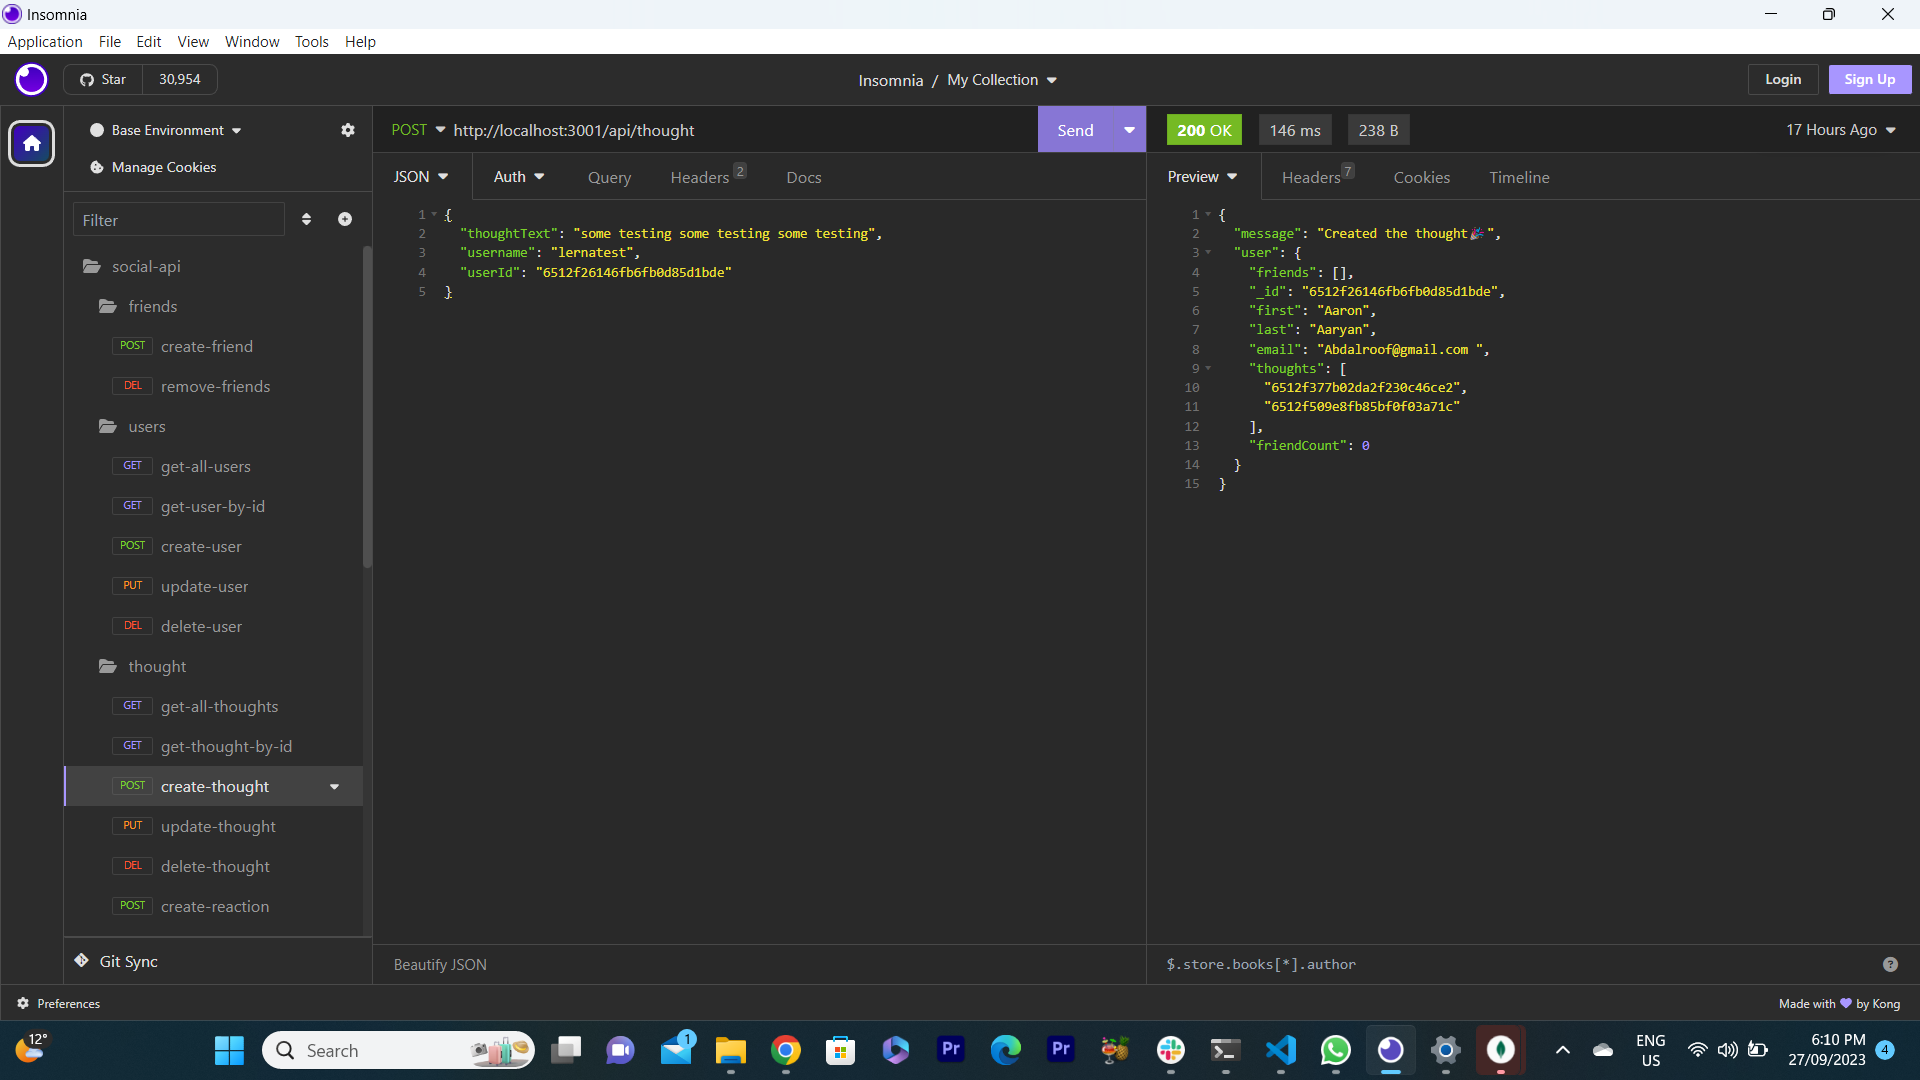 Insomnia
Application File Edit View Window Tools Help
Star 30,954
Insomnia / My Collection
Login Sign Up
Base Environment
Manage Cookies
Filter
social-api
friends
POST create-friend
DEL remove-friends
users
GET get-all-users
GET get-user-by-id
POST create-user
PUT update-user
DEL delete-user
thought
GET get-all-thoughts
GET get-thought-by-id
POST create-thought
PUT update-thought
DEL delete-thought
POST create-reaction
Git Sync
Preferences
POST http://localhost:3001/api/thought Send
JSON Auth Query Headers 2 Docs
1 {
2 "thoughtText": "some testing some testing some testing",
3 "username": "lernatest",
4 "userId": "6512f26146fb6fb0d85d1bde"
5 }
Beautify JSON
200 OK 146 ms 238 B 17 Hours Ago
Preview Headers 7 Cookies Timeline
1 {
2 "message": "Created the thought🎉",
3 "user": {
4 "friends": [],
5 "_id": "6512f26146fb6fb0d85d1bde",
6 "first": "Aaron",
7 "last": "Aaryan",
8 "email": "Abdalroof@gmail.com ",
9 "thoughts": [
10 "6512f377b02da2f230c46ce2",
11 "6512f509e8fb85bf0f03a71c"
12 ],
13 "friendCount": 0
14 }
15 }
$.store.books[*].author ?
Made with 💜 by Kong
12°
Search
1
Pr
Pr
ENG
US
6:10 PM
27/09/2023
4